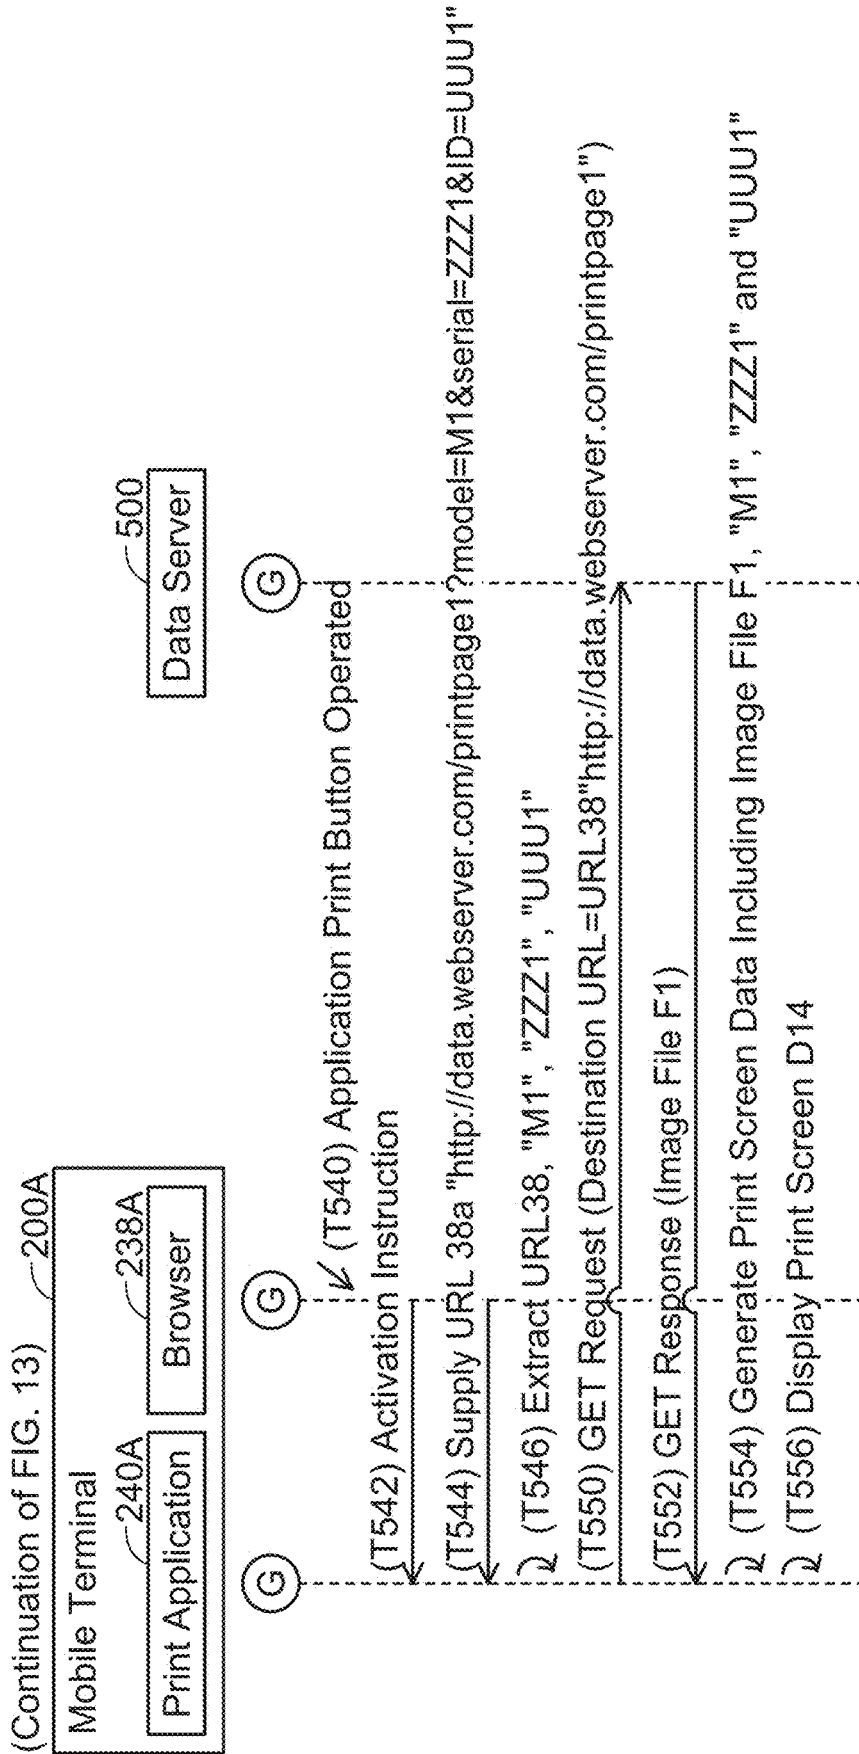 (Continuation of FIG. 13)
200A
Mobile Terminal
240A
238A
500
Print Application
Browser
Data Server
G
G
G
(T540) Application Print Button Operated
(T542) Activation Instruction
(T544) Supply URL 38a "http://data.webserver.com/printpage1?model=M1&serial=ZZZ1&ID=UUU1"
(T546) Extract URL38, "M1", "ZZZ1", "UUU1"
(T550) GET Request (Destination URL=URL38"http://data.webserver.com/printpage1")
(T552) GET Response (Image File F1)
(T554) Generate Print Screen Data Including Image File F1, "M1", "ZZZ1" and "UUU1"
(T556) Display Print Screen D14